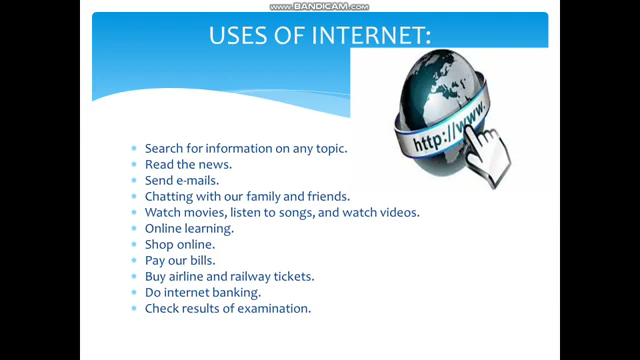 www.BANDICAM.com
USES OF INTERNET:
http://www.
Search for information on any topic.
Read the news.
Send e-mails.
Chatting with our family and friends.
Watch movies, listen to songs, and watch videos.
Online learning.
Shop online.
Pay our bills.
Buy airline and railway tickets.
Do internet banking.
Check results of examination.